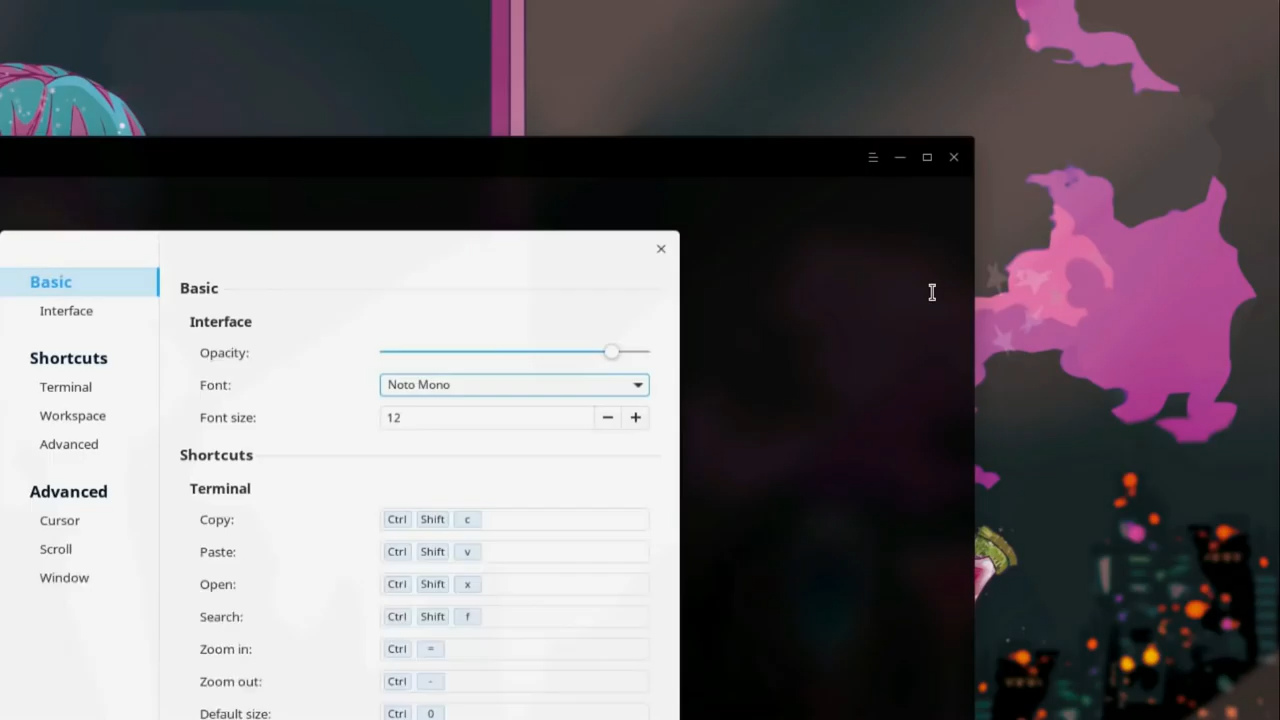 Basic
Interface
Shortcuts
Terminal
Workspace
Advanced
Advanced
Cursor
Scroll
Window
Basic
Interface
Opacity:
Font: Noto Mono
Font size: 12
Shortcuts
Terminal
Copy: Ctrl Shift c
Paste: Ctrl Shift v
Open: Ctrl Shift x
Search: Ctrl Shift f
Zoom in: Ctrl =
Zoom out: Ctrl -
Default size: Ctrl 0